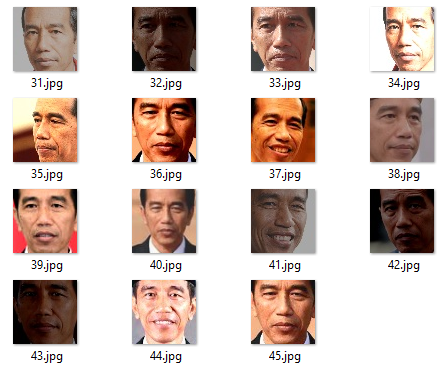 31.jpg 32.jpg 33.jpg 34.jpg
35.jpg 36.jpg 37.jpg 38.jpg
39.jpg 40.jpg 41.jpg 42.jpg
43.jpg 44.jpg 45.jpg